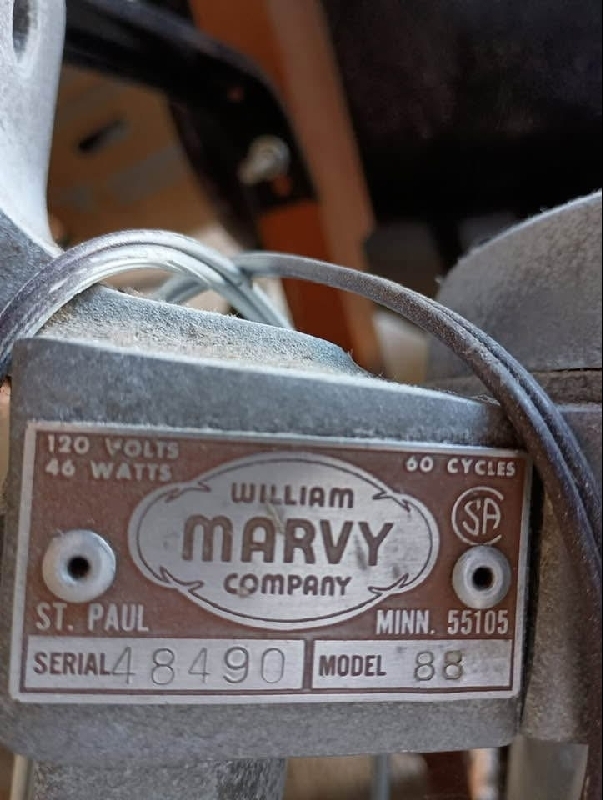 120 VOLTS
46 WATTS
60 CYCLES
WILLIAM
MARVY
COMPANY
SA
ST. PAUL
MINN. 55105
SERIAL 48490
MODEL 88